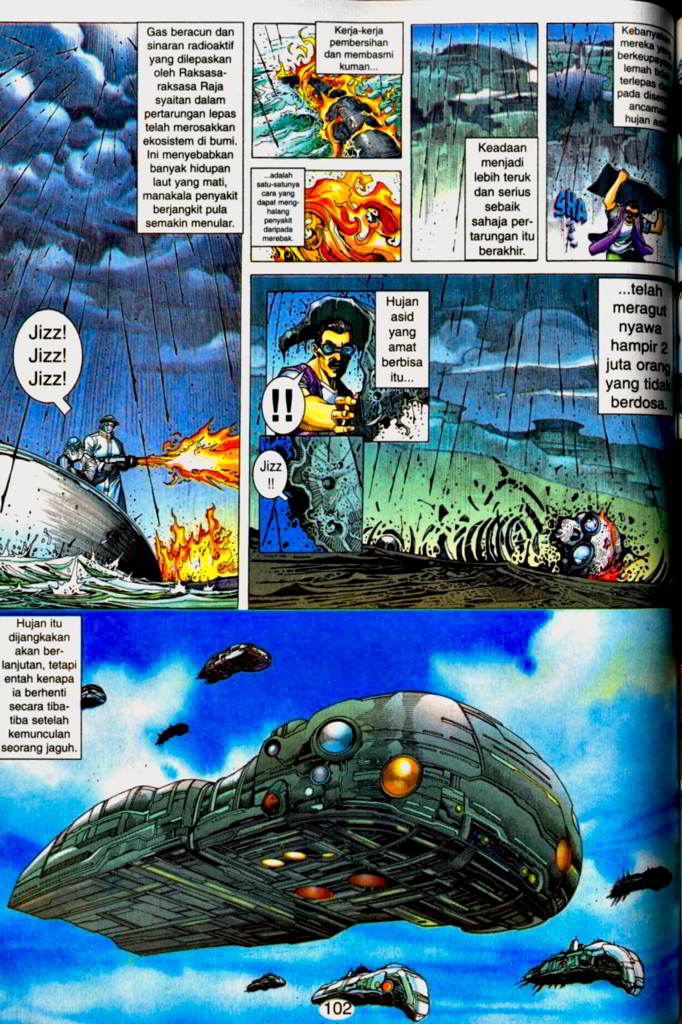 Gas beracun dan
sinaran radioaktif
yang dilepaskan
oleh Raksasa-
raksasa Raja
syaitan dalam
pertarungan lepas
telah merosakkan
ekosistem di bumi.
Ini menyebabkan
banyak hidupan
laut yang mati,
manakala penyakit
berjangkit pula
semakin menular.
Jizz!
Jizz!
Jizz!
Kerja-kerja
pembersihan
dan membasmi
kuman...
...adalah
satu-satunya
cara yang
dapat meng-
halang
penyakit
daripada
merebak.
Keadaan
menjadi
lebih teruk
dan serius
sebaik
sahaja per-
tarungan itu
berakhir.
Kebanyakan
mereka yang
berkeupayaan
lemah tidak
terlepas
pada
hujan
SHA
Hujan
asid
yang
amat
berbisa
itu...
!!
Jizz
!!
...telah
meragut
nyawa
hampir 2
juta orang
yang tidak
berdosa.
Hujan itu
dijangkakan
akan ber-
lanjutan, tetapi
entah kenapa
ia berhenti
secara tiba-
tiba setelah
kemunculan
seorang jaguh.
102